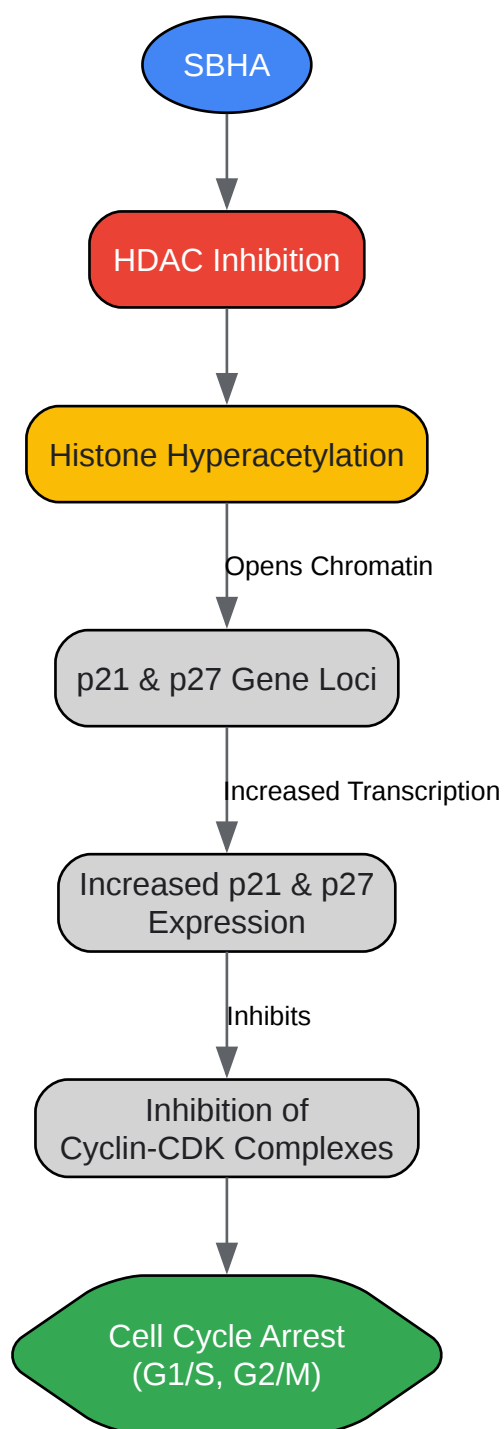 SBHA
HDAC Inhibition
Histone Hyperacetylation
Opens Chromatin
p21 & p27 Gene Loci
Increased Transcription
Increased p21 & p27
Expression
Inhibits
Inhibition of
Cyclin-CDK Complexes
Cell Cycle Arrest
(G1/S, G2/M)